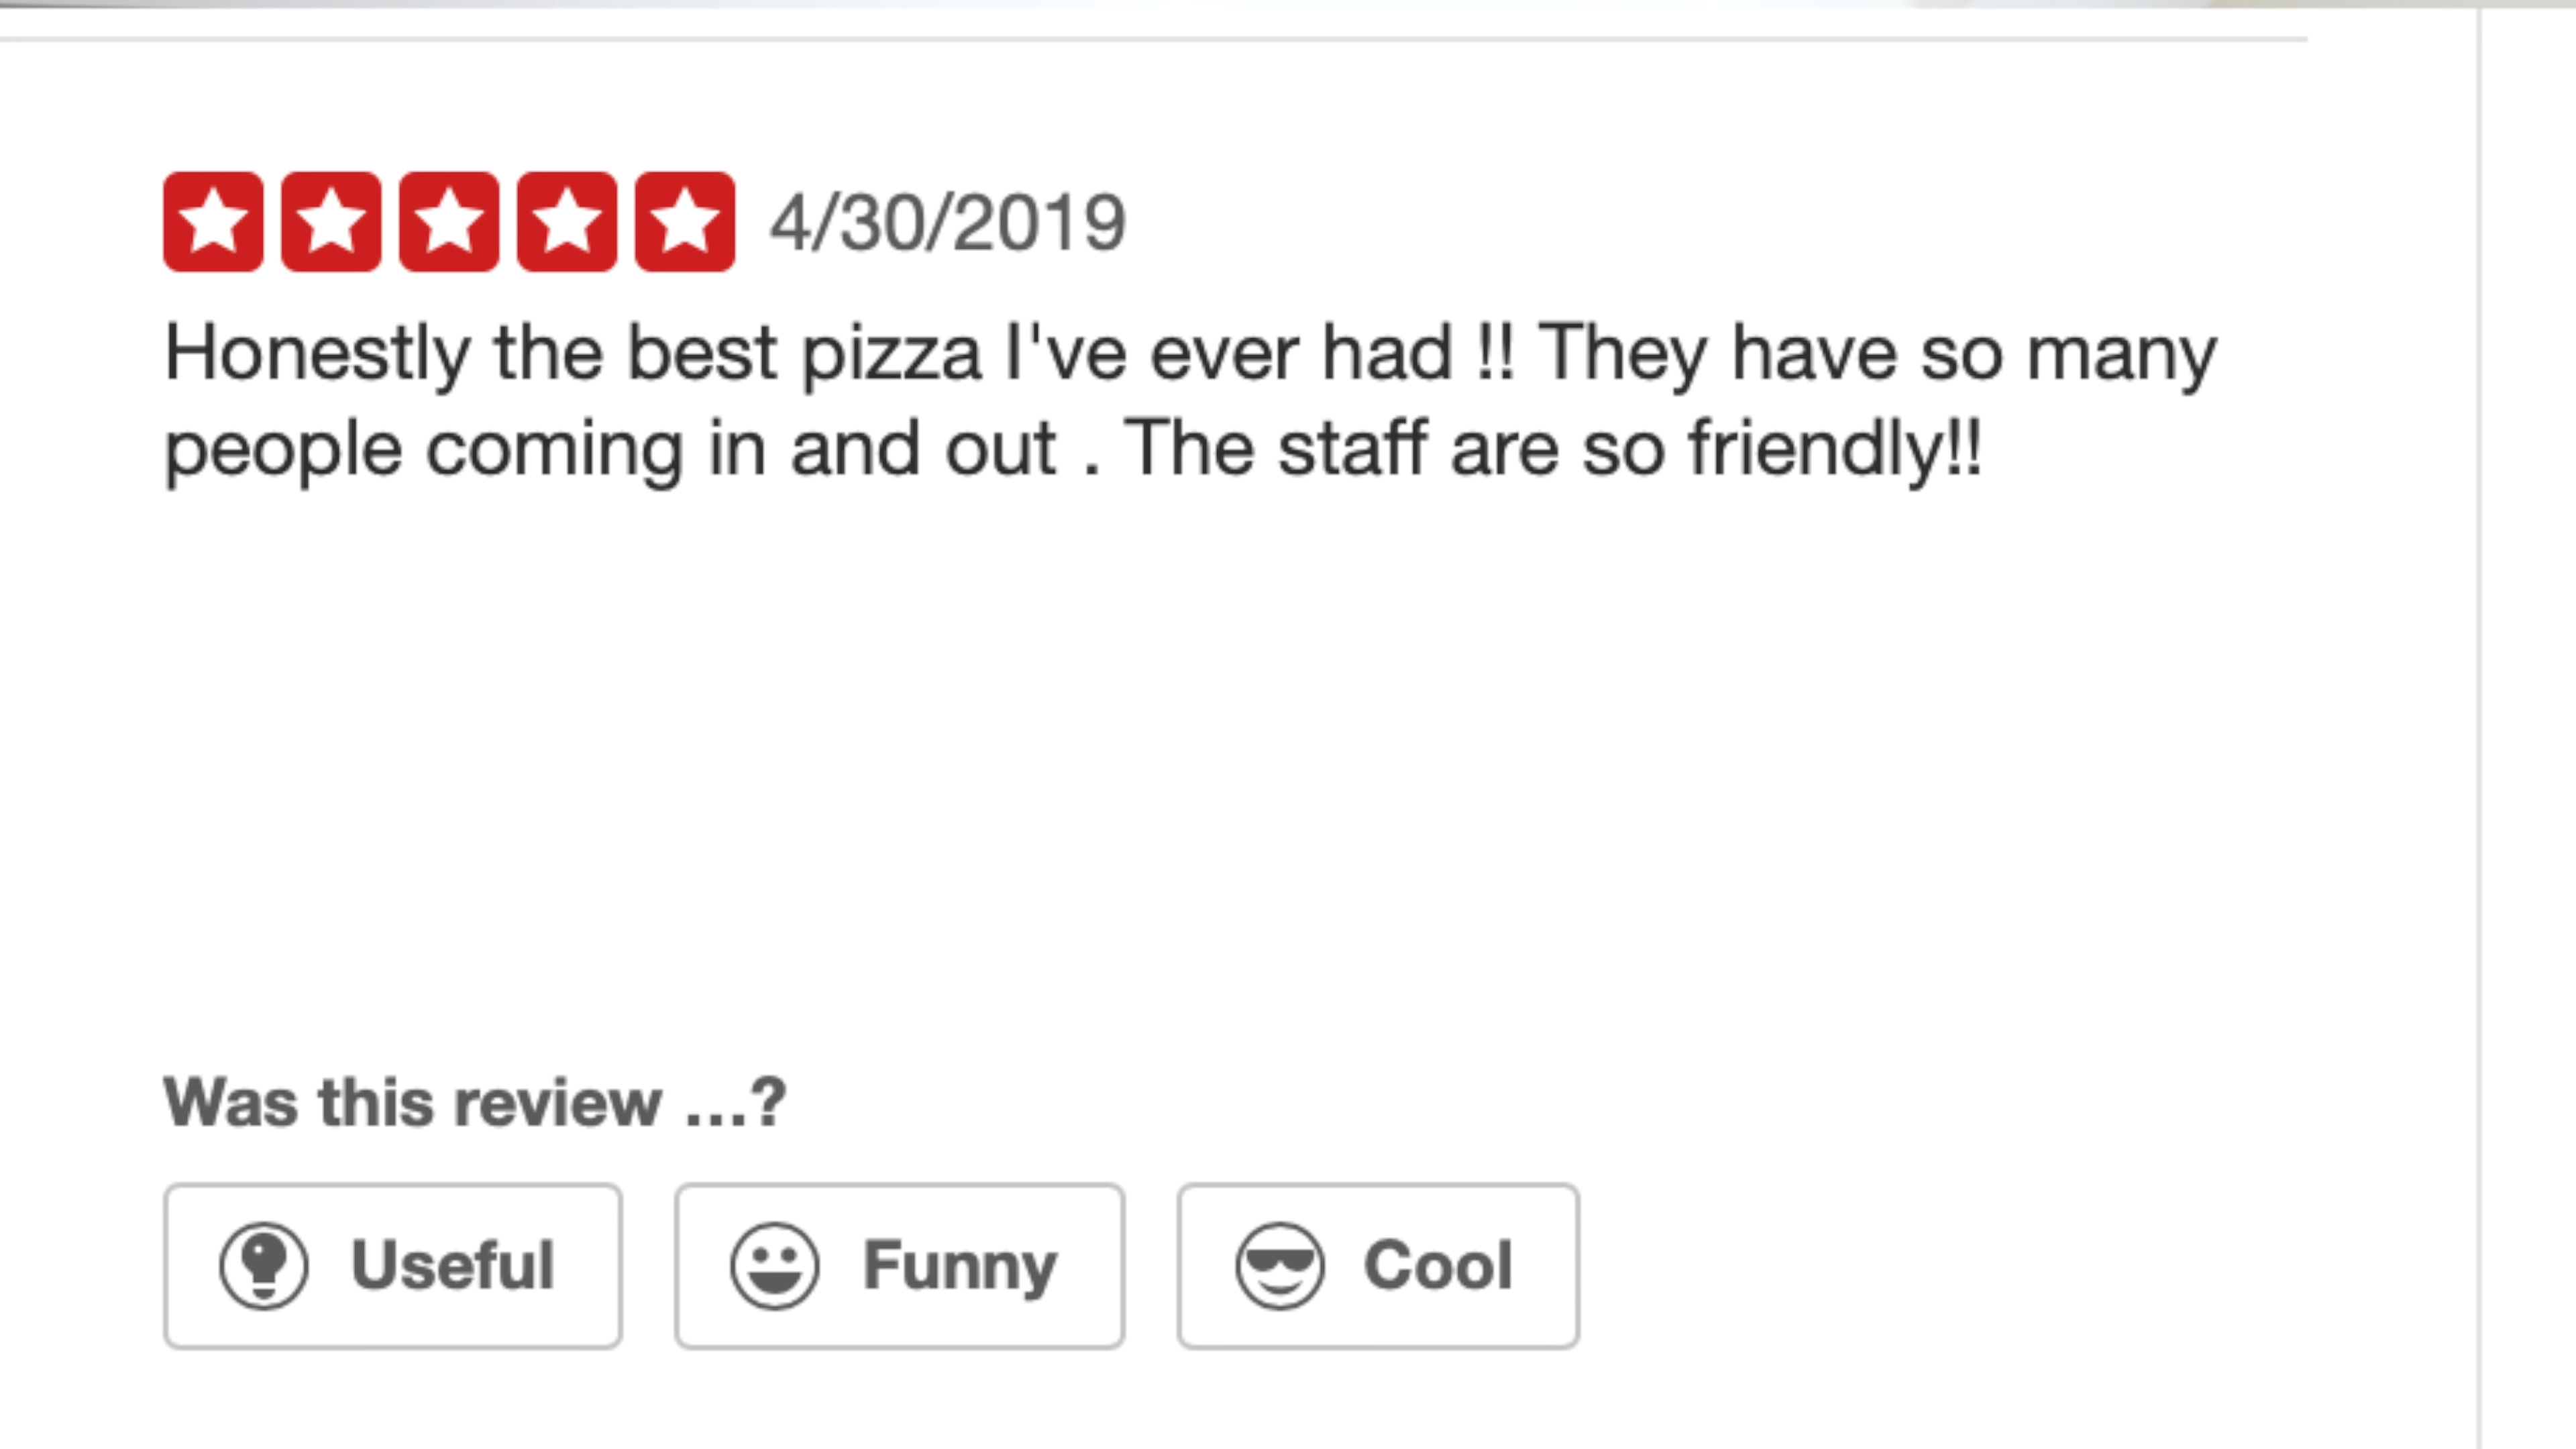 4/30/2019
Honestly the best pizza I've ever had !! They have so many
people coming in and out . The staff are so friendly!!
Was this review ...?
Useful Funny Cool